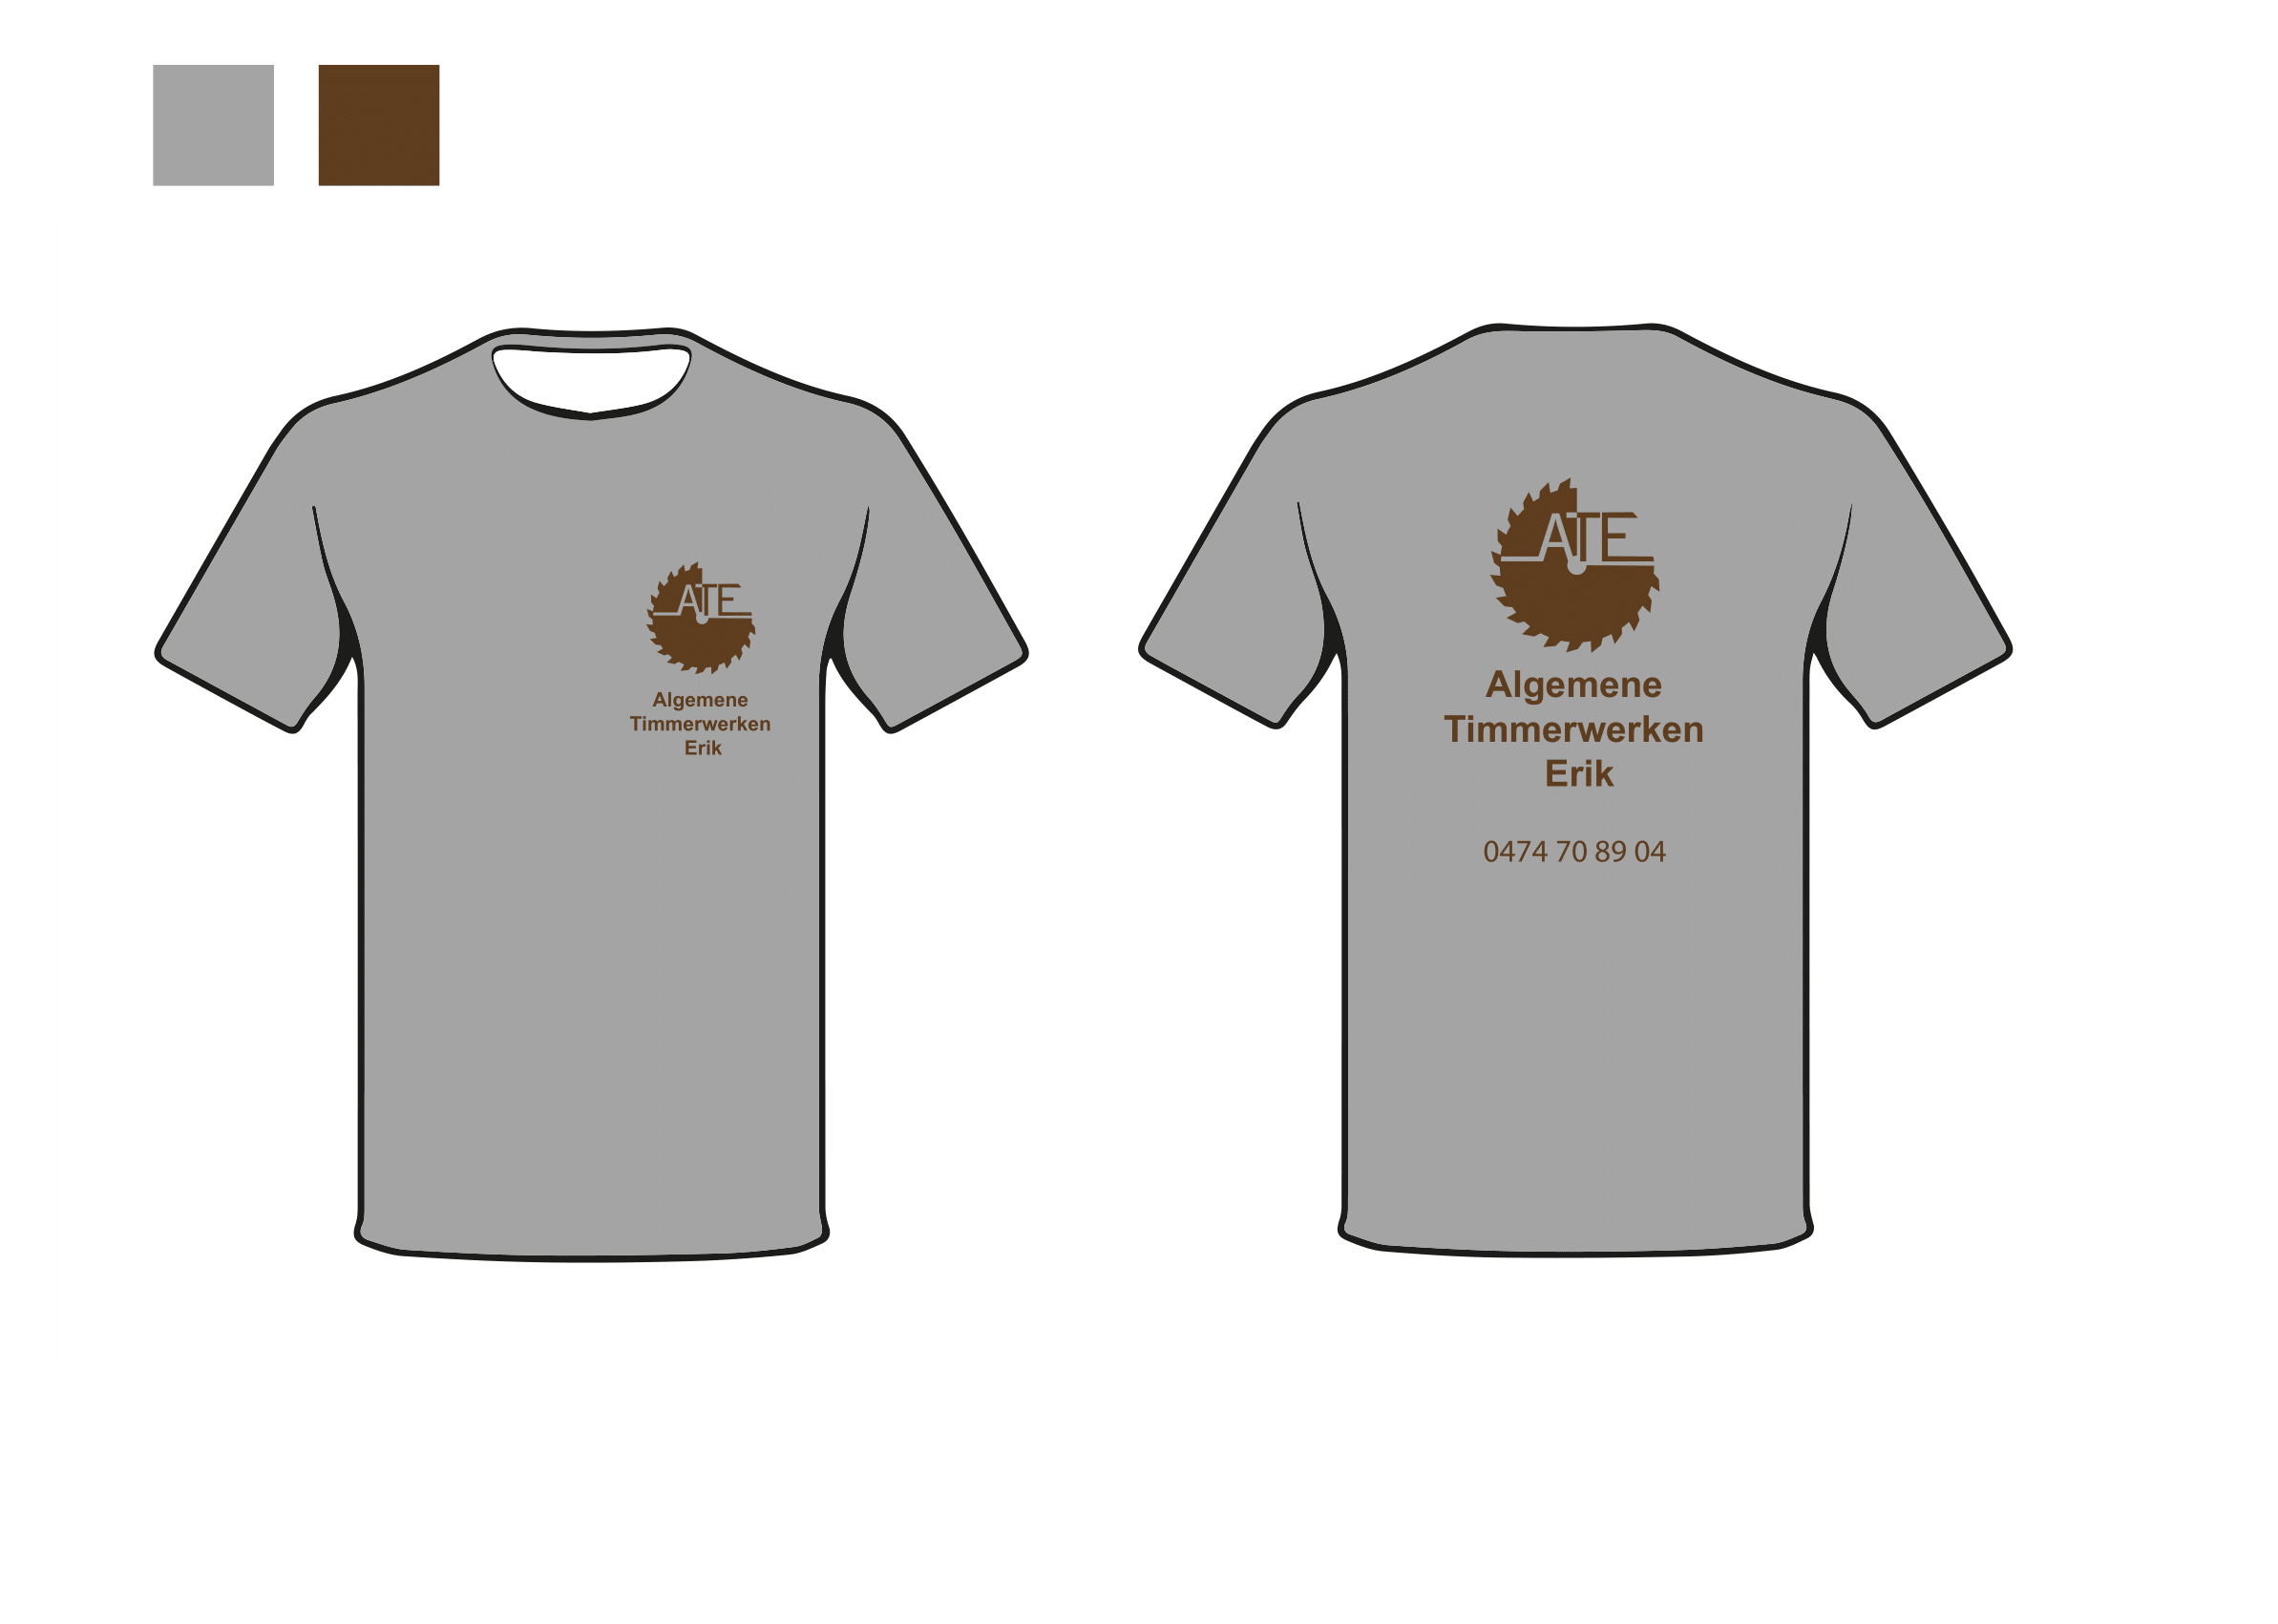 ATE
Algemene
Timmerwerken
Erik
ATE
Algemene
Timmerwerken
Erik
0474 70 89 04